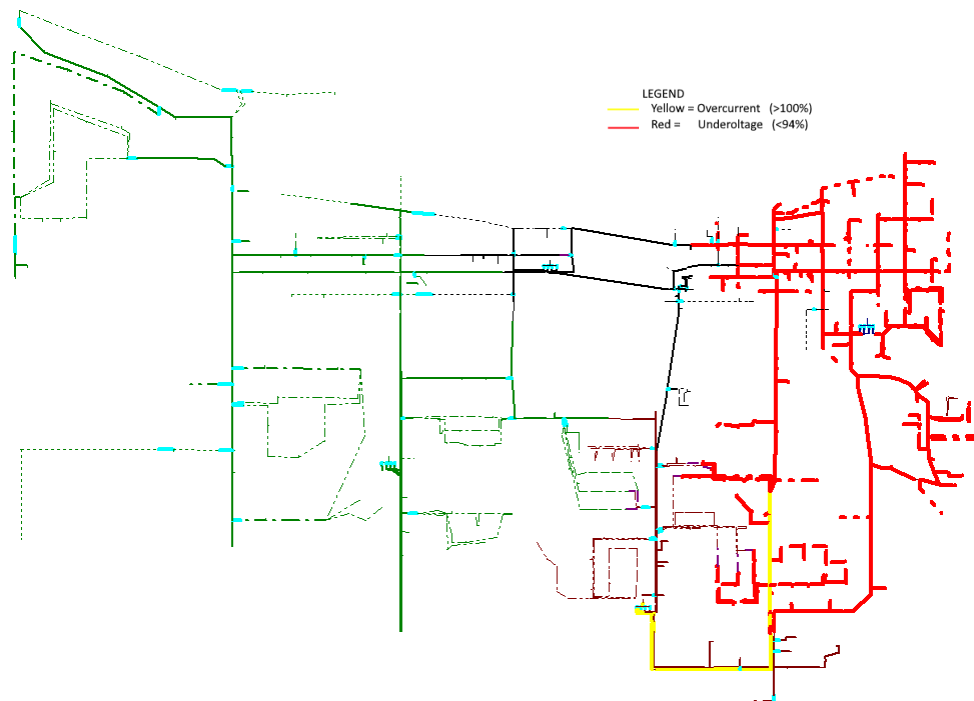 LEGEND
Yellow = Overcurrent (>100%)
Red = Underoltage (<94%)